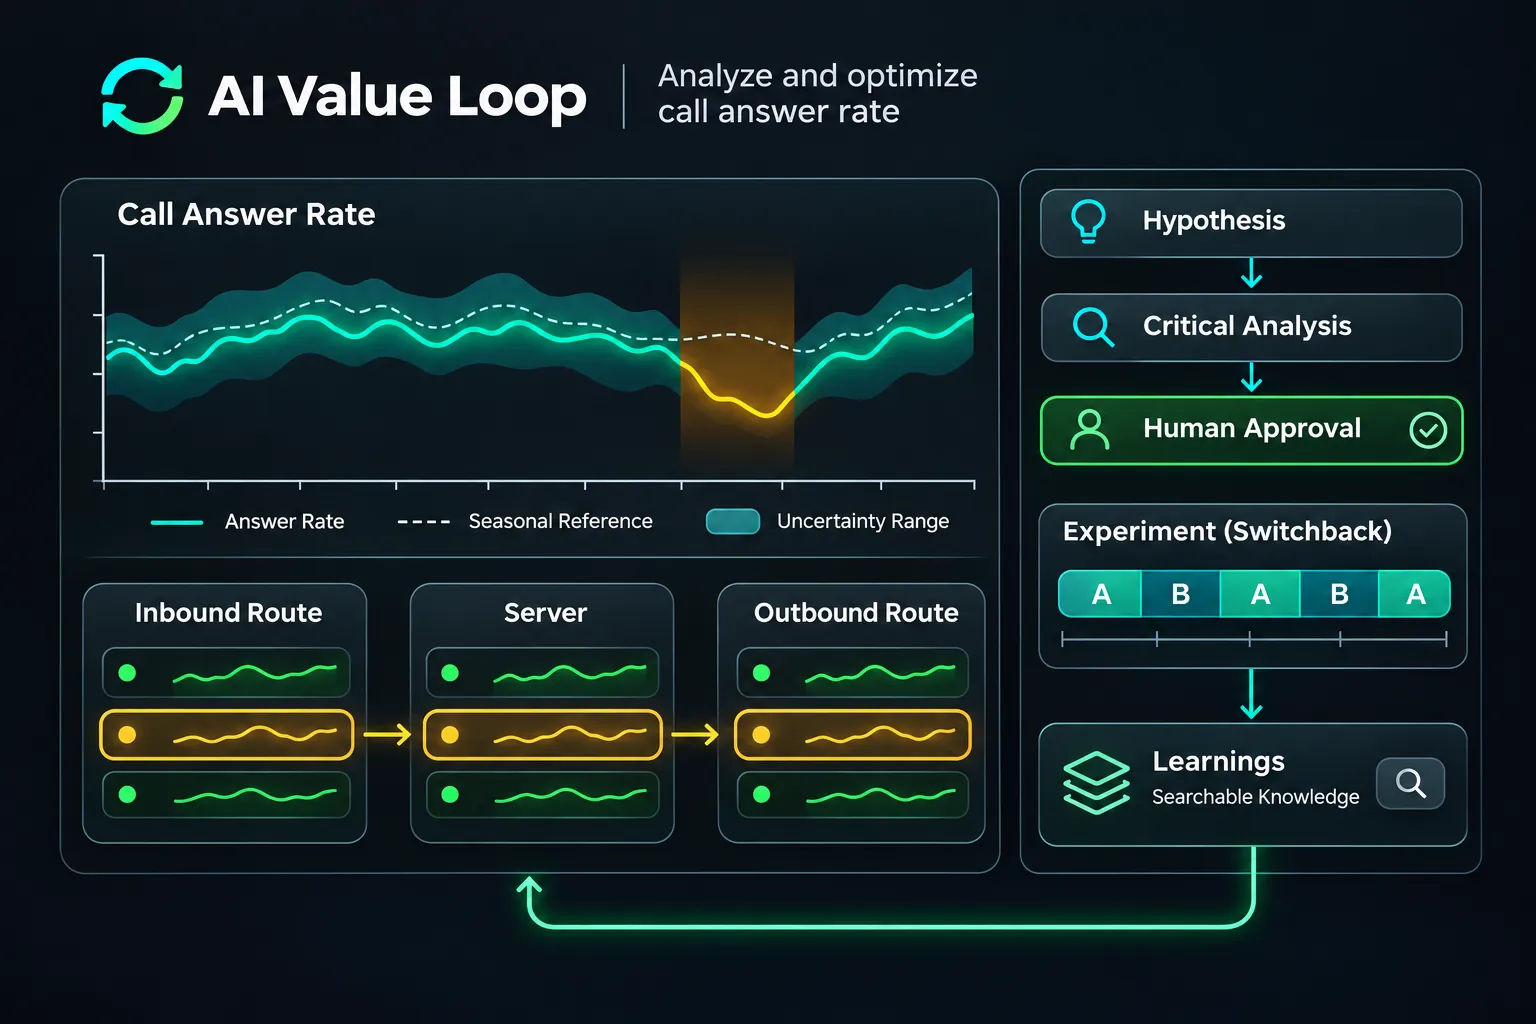 AI Value Loop
Analyze and optimize
call answer rate
Call Answer Rate
Answer Rate
Seasonal Reference
Uncertainty Range
Inbound Route
Server
Outbound Route
Hypothesis
Critical Analysis
Human Approval
Experiment (Switchback)
A B A B A
Learnings
Searchable Knowledge